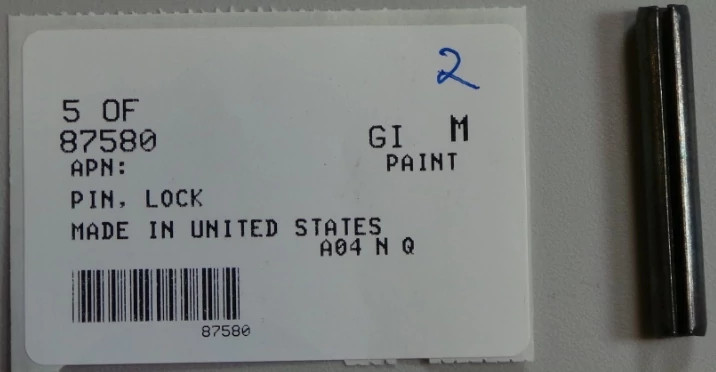 2
5 OF
87580
GI M
APN:
PAINT
PIN, LOCK
MADE IN UNITED STATES
A04 N Q
87580